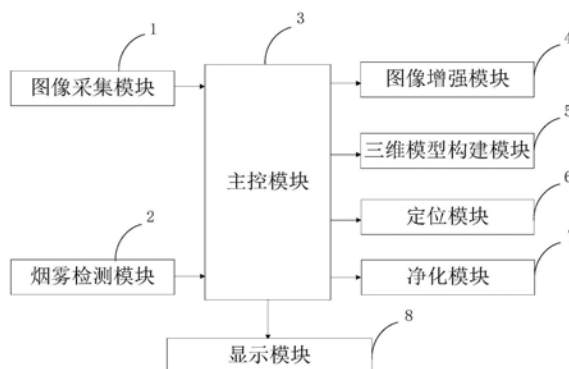 1
3
4
图像采集模块
图像增强模块
5
三维模型构建模块
主控模块
6
2
定位模块
烟雾检测模块
净化模块
8
显示模块